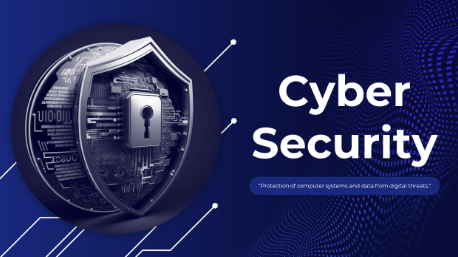 Cyber
Security
"Protection of computer systems and data from digital threats."